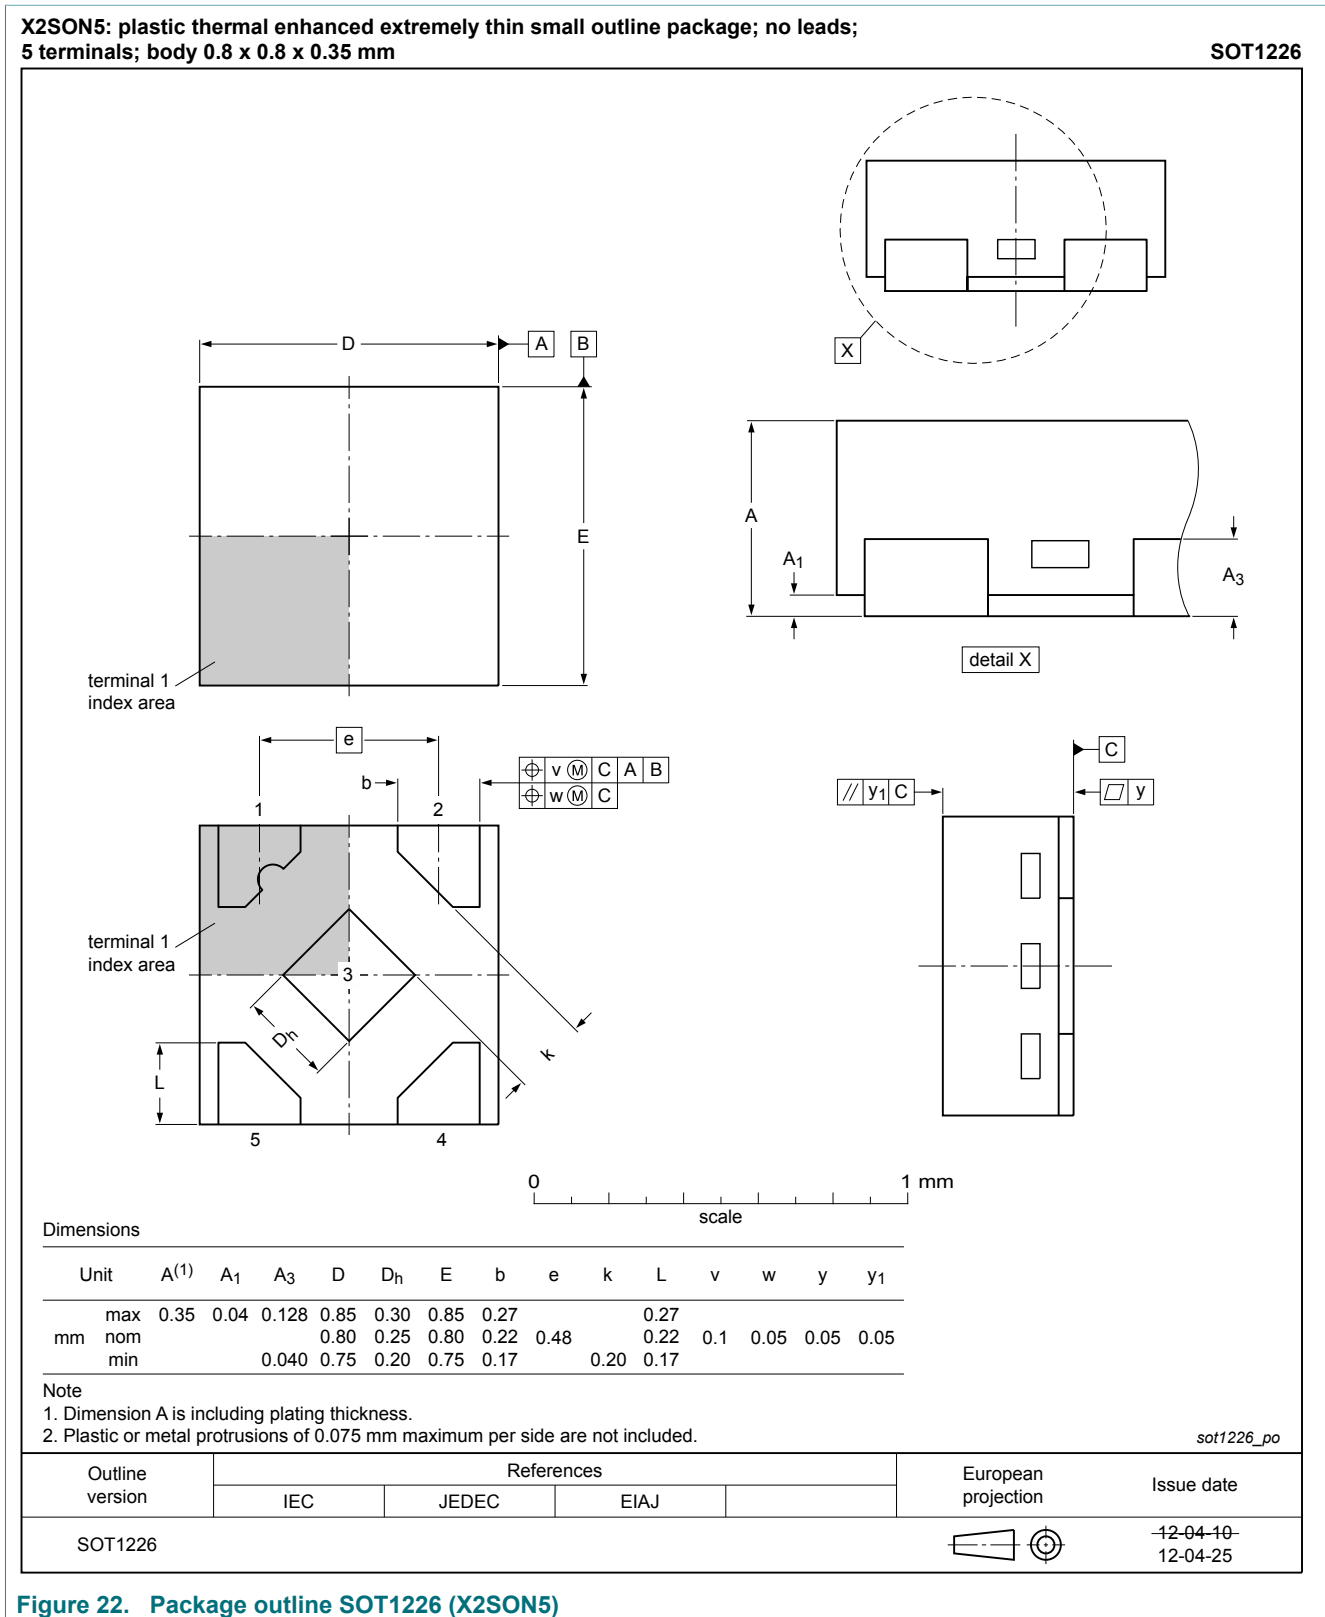 X2SON5: plastic thermal enhanced extremely thin small outline package; no leads;
5 terminals; body 0.8 x 0.8 x 0.35 mm
SOT1226
X
D
A
B
E
terminal 1
index area
A
A1
A3
detail X
e
b
v M C A B
w M C
1
2
terminal 1
index area
3
Dh
k
L
5
4
C
// y1 C
y
0
1 mm
scale
Dimensions
Unit A(1) A1 A3 D Dh E b e k L v w y y1
max 0.35 0.04 0.128 0.85 0.30 0.85 0.27 0.27
mm nom 0.80 0.25 0.80 0.22 0.48 0.22 0.1 0.05 0.05 0.05
min 0.040 0.75 0.20 0.75 0.17 0.20 0.17
Note
1. Dimension A is including plating thickness.
2. Plastic or metal protrusions of 0.075 mm maximum per side are not included.
sot1226_po
Outline
version
References
IEC
JEDEC
EIAJ
European
projection
Issue date
SOT1226
12-04-10
12-04-25
Figure 22. Package outline SOT1226 (X2SON5)